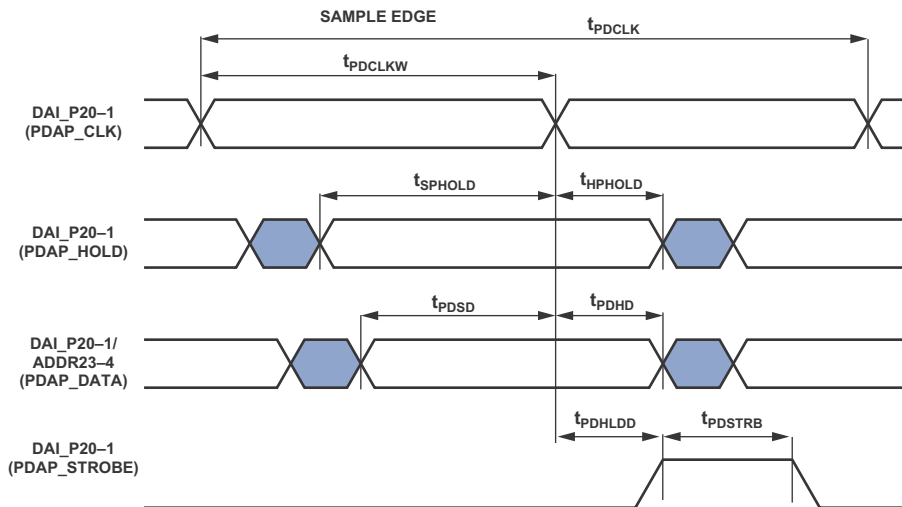 SAMPLE EDGE
tPDCLK
tPDCLKW
DAI_P20–1
(PDAP_CLK)
tSPHOLD
tHPHOLD
DAI_P20–1
(PDAP_HOLD)
tPDSD
tPDHD
DAI_P20–1/
ADDR23–4
(PDAP_DATA)
tPDHLDD
tPDSTRB
DAI_P20–1
(PDAP_STROBE)